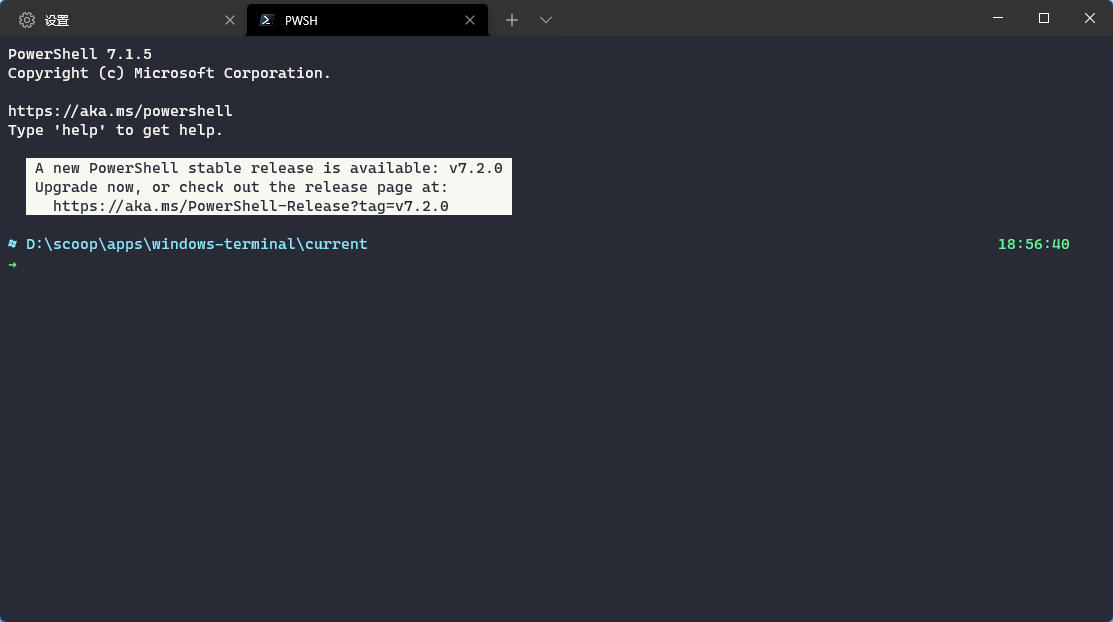 设置
PWSH
PowerShell 7.1.5
Copyright (c) Microsoft Corporation.
https://aka.ms/powershell
Type 'help' to get help.
A new PowerShell stable release is available: v7.2.0
Upgrade now, or check out the release page at:
https://aka.ms/PowerShell-Release?tag=v7.2.0
D:\scoop\apps\windows-terminal\current 18:56:40
→